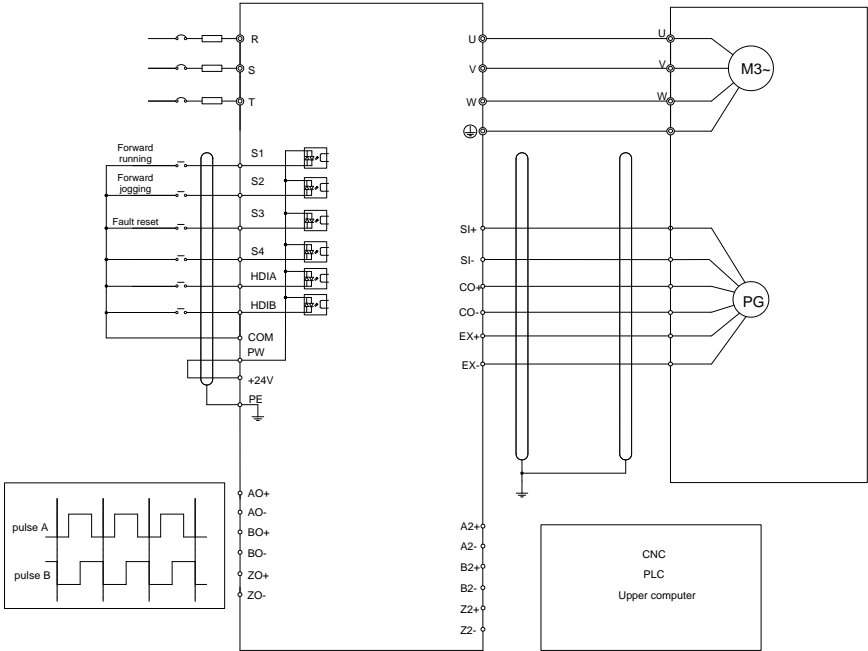 R
S
T
U
V
W
U
V
W
M3~
Forward
running
Forward
jogging
Fault reset
S1
S2
S3
S4
HDIA
HDIB
COM
PW
+24V
PE
SI+
SI-
CO+
CO-
EX+
EX-
PG
pulse A
pulse B
AO+
AO-
BO+
BO-
ZO+
ZO-
A2+
A2-
B2+
B2-
Z2+
Z2-
CNC
PLC
Upper computer